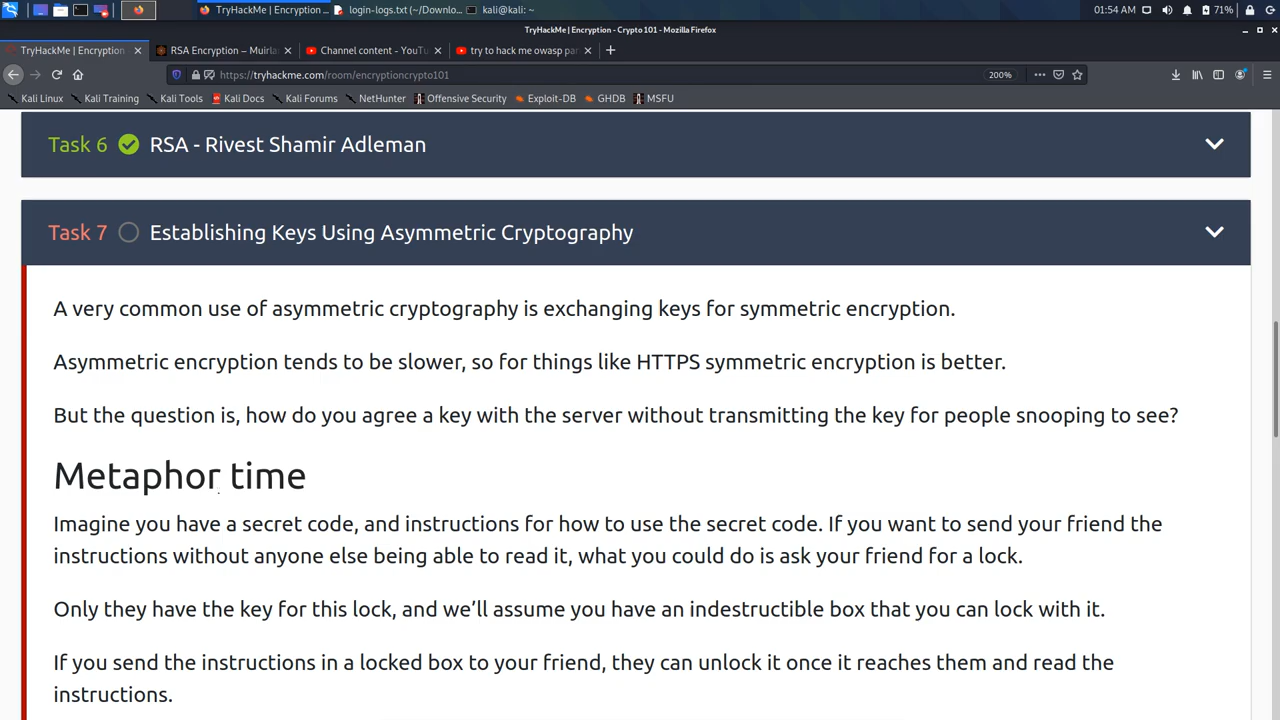 TryHackMe | Encryption ...
login-logs.txt (~/Downlo...
kali@kali: ~
01:54 AM
71%
TryHackMe | Encryption - Crypto 101 - Mozilla Firefox
TryHackMe | Encryption
RSA Encryption – Muirlan
Channel content - YouTu
try to hack me owasp par
https://tryhackme.com/room/encryptioncrypto101
200%
Kali Linux
Kali Training
Kali Tools
Kali Docs
Kali Forums
NetHunter
Offensive Security
Exploit-DB
GHDB
MSFU
Task 6 RSA - Rivest Shamir Adleman
Task 7 Establishing Keys Using Asymmetric Cryptography
A very common use of asymmetric cryptography is exchanging keys for symmetric encryption.
Asymmetric encryption tends to be slower, so for things like HTTPS symmetric encryption is better.
But the question is, how do you agree a key with the server without transmitting the key for people snooping to see?
Metaphor time
Imagine you have a secret code, and instructions for how to use the secret code. If you want to send your friend the
instructions without anyone else being able to read it, what you could do is ask your friend for a lock.
Only they have the key for this lock, and we’ll assume you have an indestructible box that you can lock with it.
If you send the instructions in a locked box to your friend, they can unlock it once it reaches them and read the
instructions.